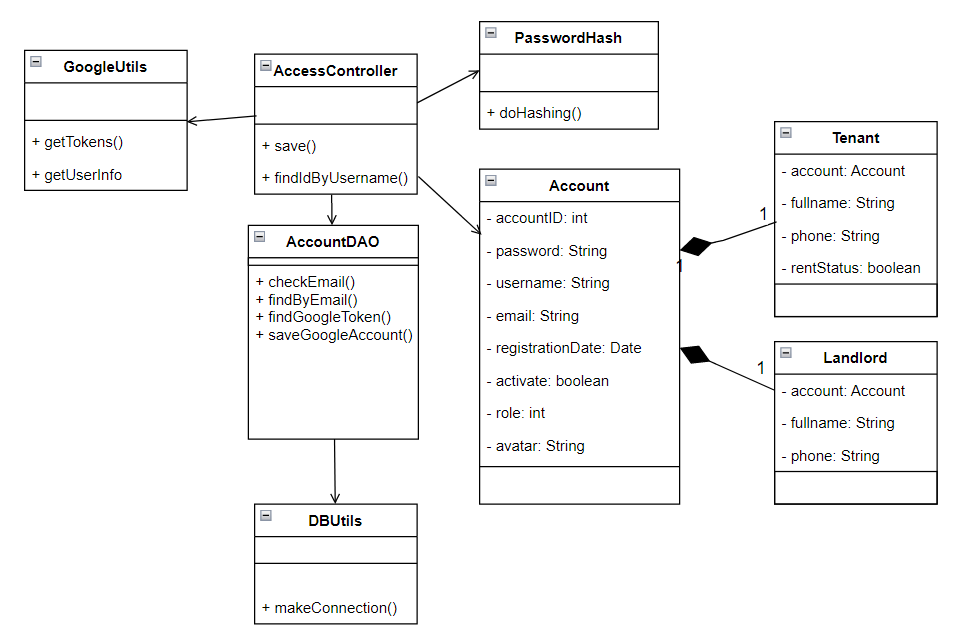 GoogleUtils
+ getTokens()
+ getUserInfo
AccessController
+ save()
+ findIdByUsername()
PasswordHash
+ doHashing()
AccountDAO
+ checkEmail()
+ findByEmail()
+ findGoogleToken()
+ saveGoogleAccount()
DBUtils
+ makeConnection()
Account
- accountID: int
- password: String
- username: String
- email: String
- registrationDate: Date
- activate: boolean
- role: int
- avatar: String
1
1
1
Tenant
- account: Account
- fullname: String
- phone: String
- rentStatus: boolean
Landlord
- account: Account
- fullname: String
- phone: String